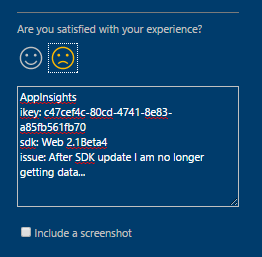 Are you satisfied with your experience?
AppInsights
ikey: c47cef4c-80cd-4741-8e83-
a85fb561fb70
sdk: Web 2.1Beta4
issue: After SDK update I am no longer
getting data...
Include a screenshot